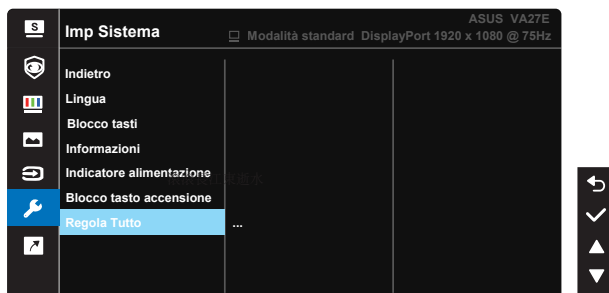 S
Imp Sistema
ASUS VA27E
Modalità standard DisplayPort 1920 x 1080 @ 75Hz
Indietro
Lingua
Blocco tasti
Informazioni
Indicatore alimentazione
Blocco tasto accensione
Regola Tutto ...